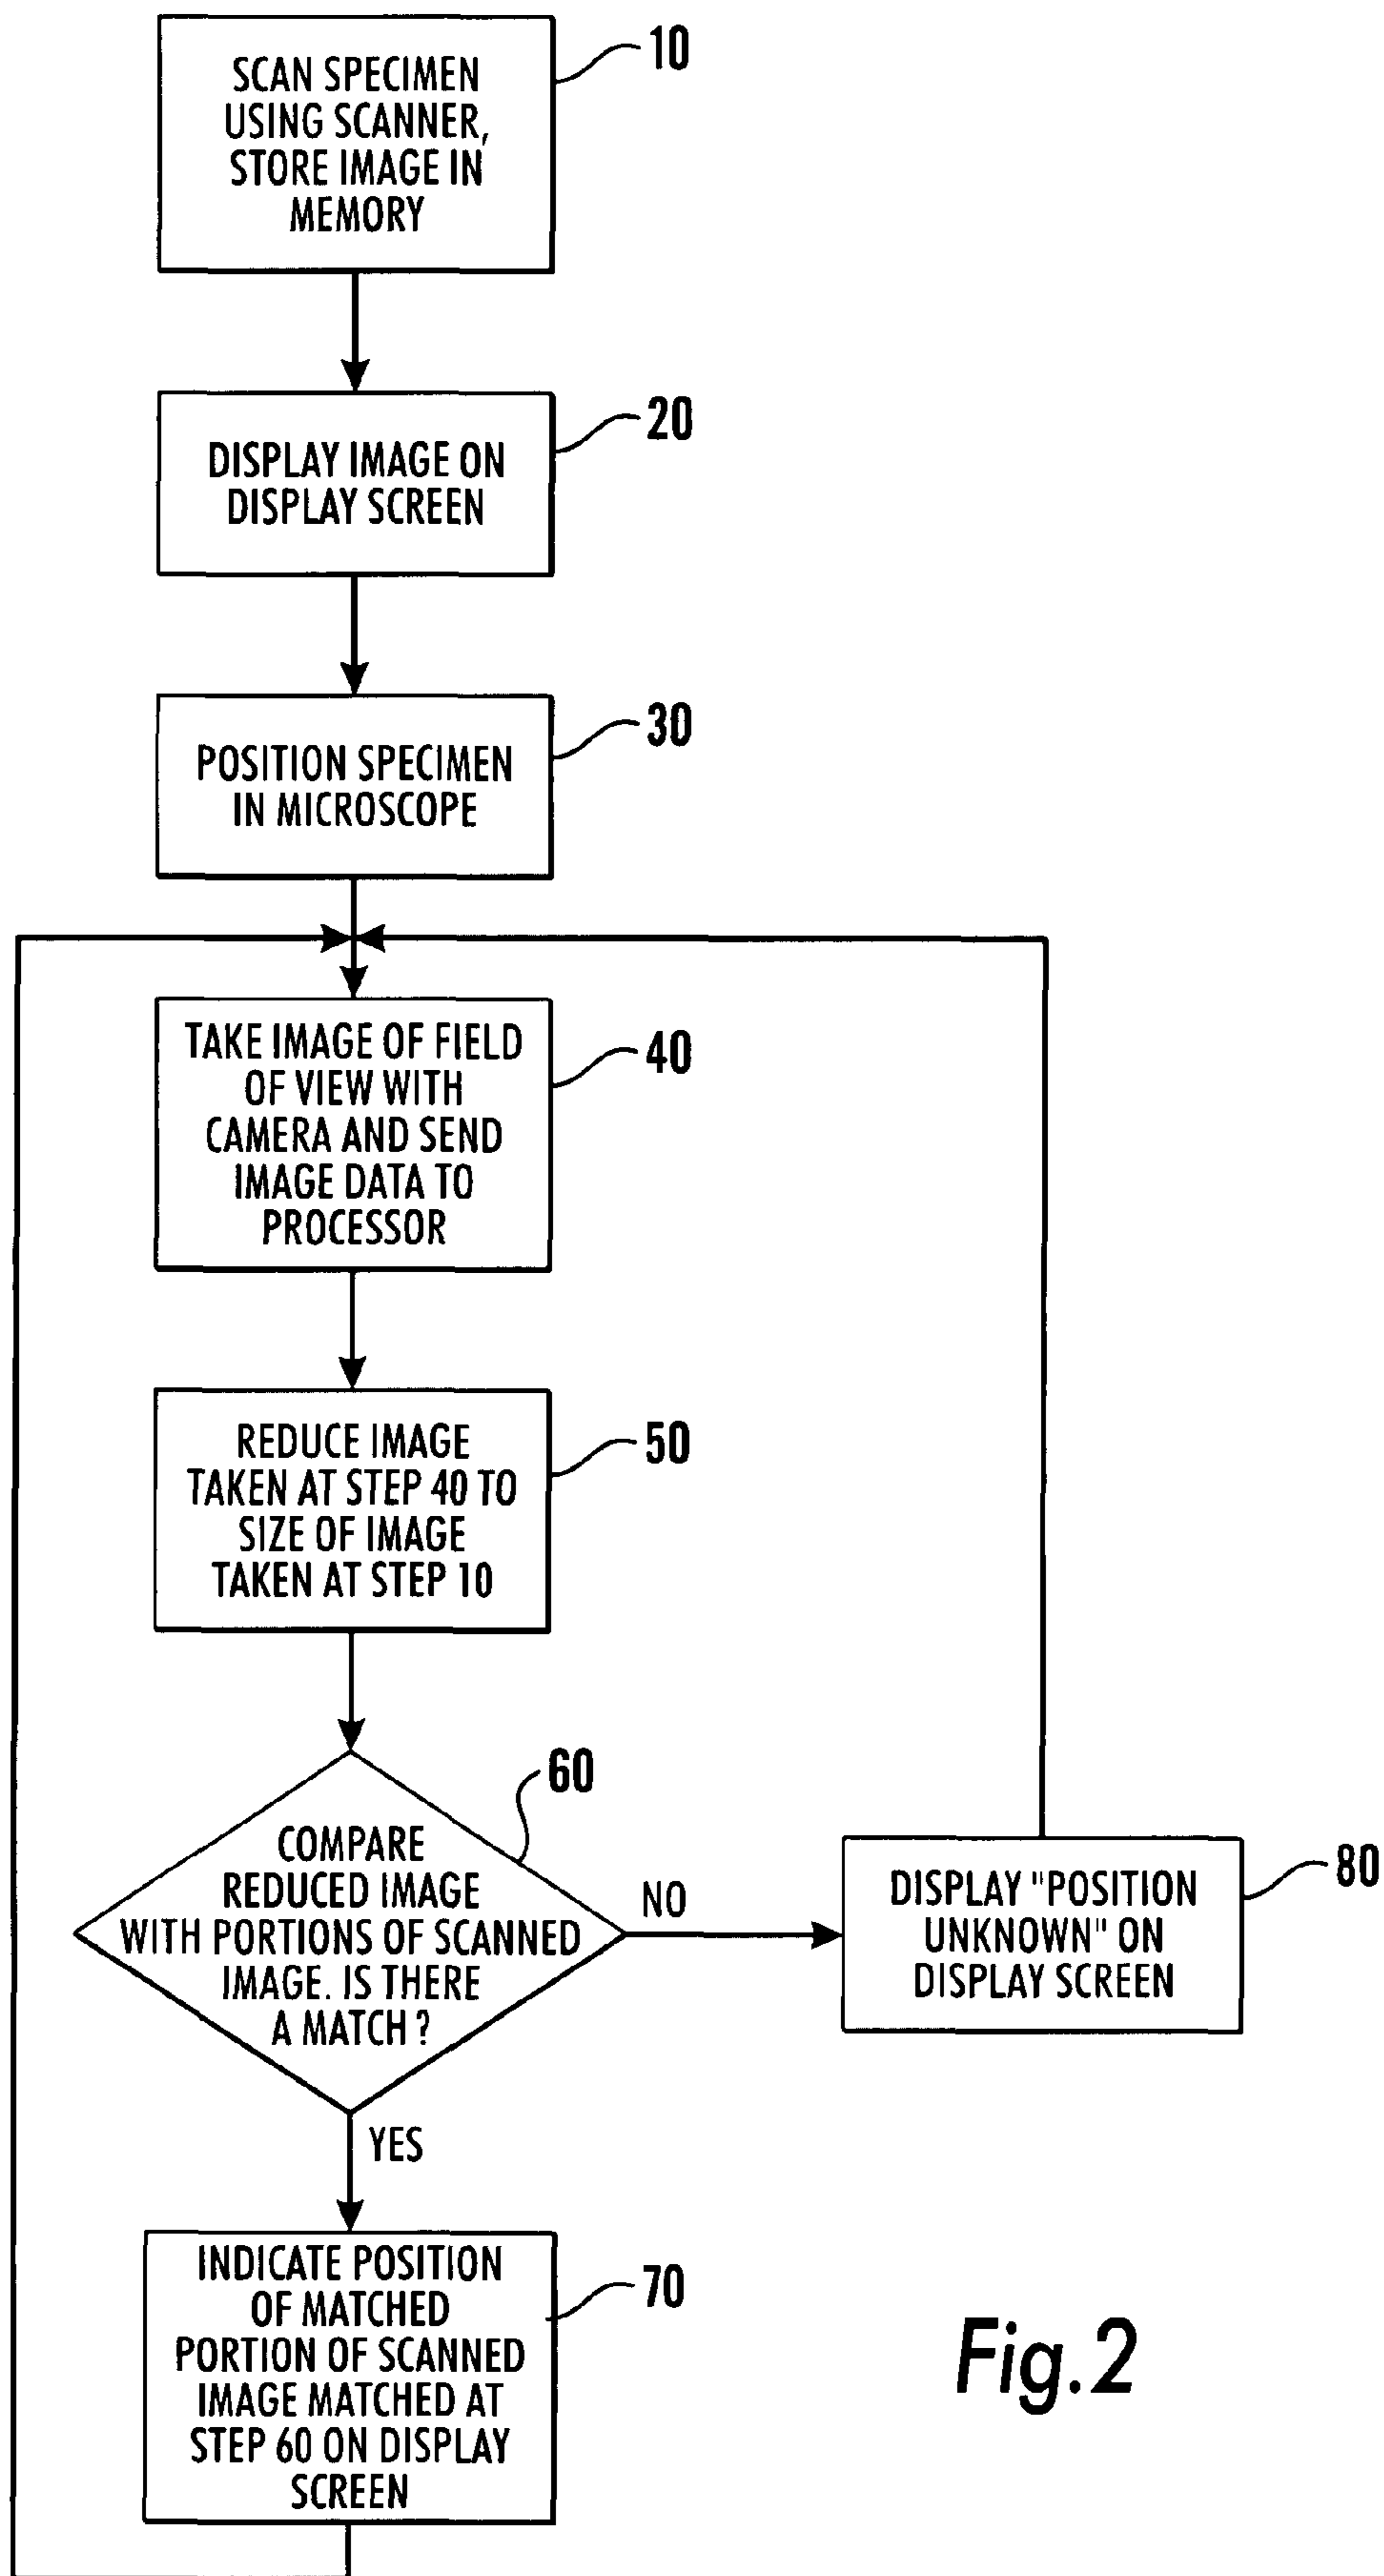 SCAN SPECIMEN
USING SCANNER,
STORE IMAGE IN
MEMORY
10
DISPLAY IMAGE ON
DISPLAY SCREEN
20
POSITION SPECIMEN
IN MICROSCOPE
30
TAKE IMAGE OF FIELD
OF VIEW WITH
CAMERA AND SEND
IMAGE DATA TO
PROCESSOR
40
REDUCE IMAGE
TAKEN AT STEP 40 TO
SIZE OF IMAGE
TAKEN AT STEP 10
50
COMPARE
REDUCED IMAGE
WITH PORTIONS OF SCANNED
IMAGE. IS THERE
A MATCH ?
60
NO
DISPLAY "POSITION
UNKNOWN" ON
DISPLAY SCREEN
80
YES
INDICATE POSITION
OF MATCHED
PORTION OF SCANNED
IMAGE MATCHED AT
STEP 60 ON DISPLAY
SCREEN
70
Fig.2